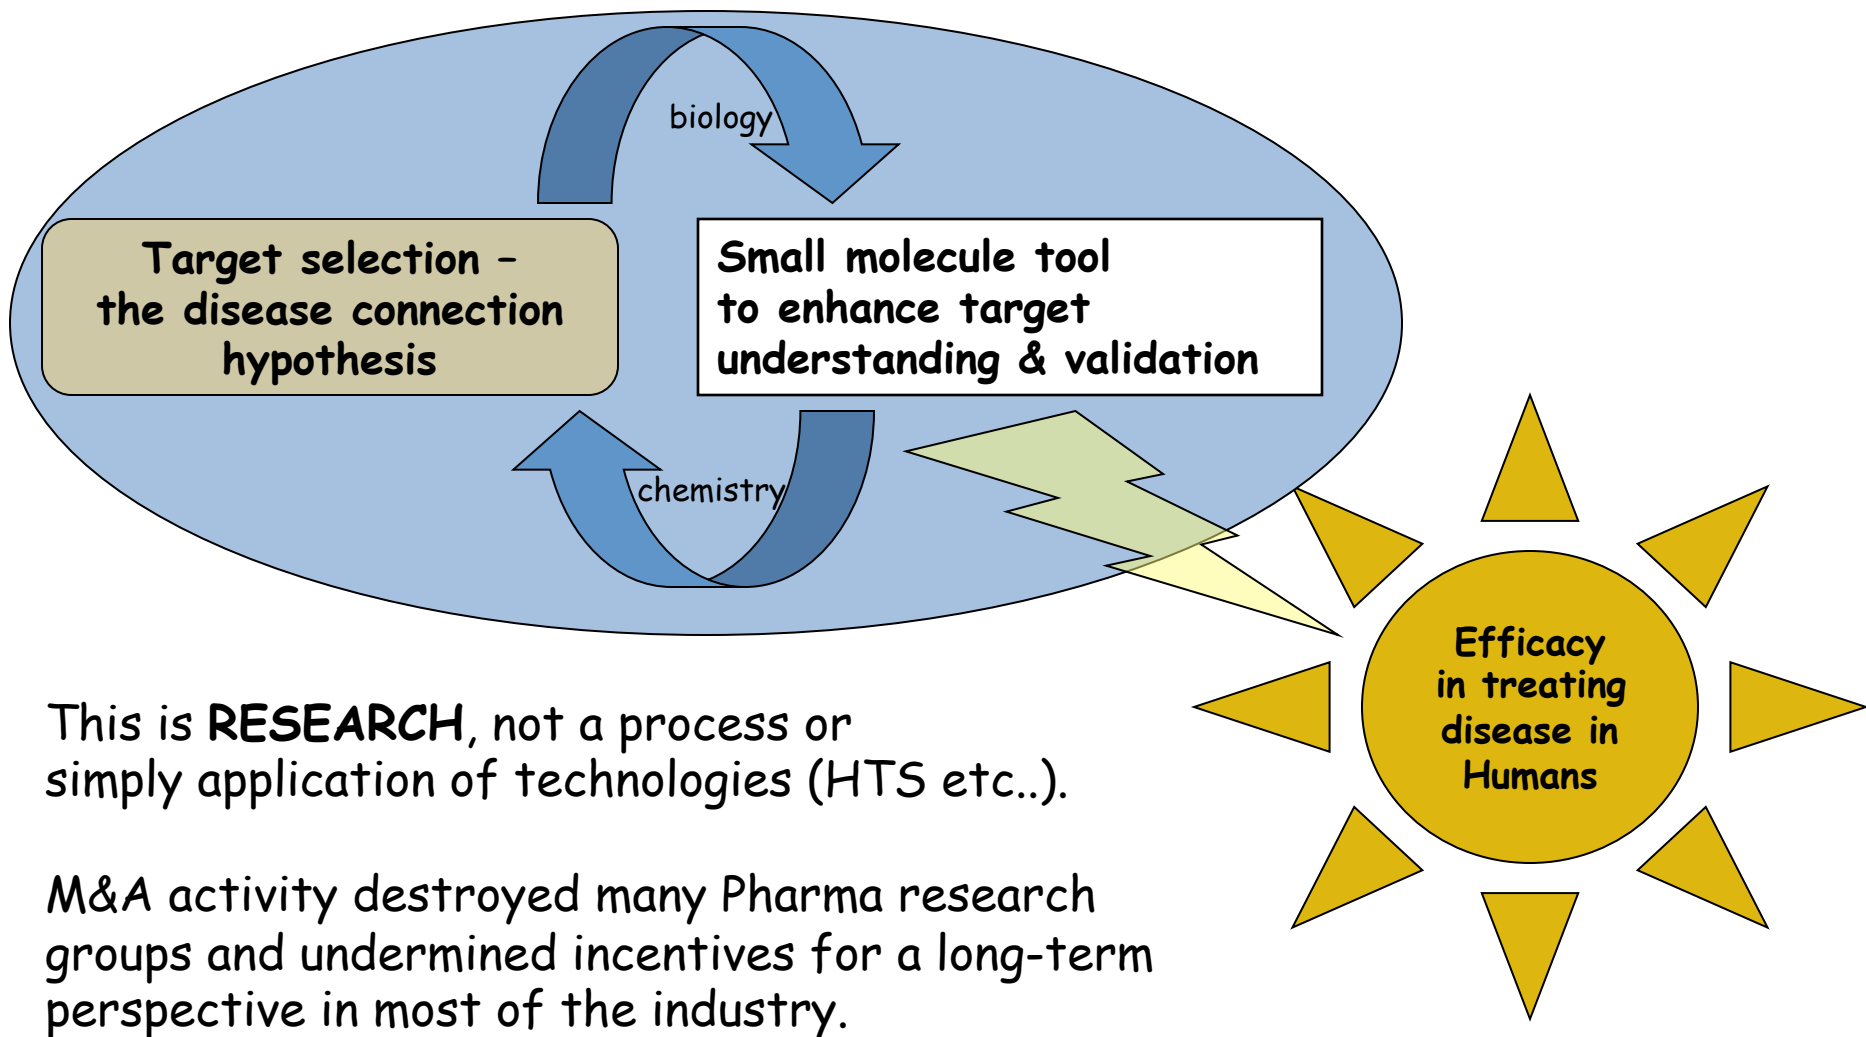 biology
Target selection –
the disease connection
hypothesis
Small molecule tool
to enhance target
understanding & validation
chemistry
Efficacy
in treating
disease in
Humans
This is RESEARCH, not a process or
simply application of technologies (HTS etc..).
M&A activity destroyed many Pharma research
groups and undermined incentives for a long-term
perspective in most of the industry.